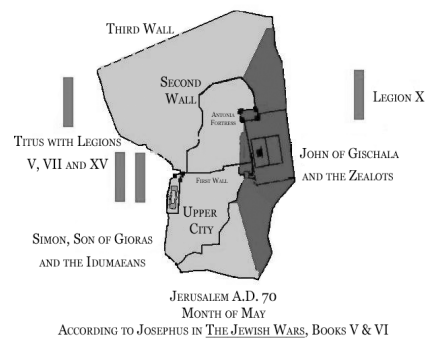 Third Wall
Second
Wall
Antonia
Fortress
Legion X
Titus with Legions
V, VII and XV
First Wall
John of Gischala
and the Zealots
Upper
City
Simon, Son of Gioras
and the Idumaeans
Jerusalem A.D. 70
Month of May
According to Josephus in The Jewish Wars, Books V & VI